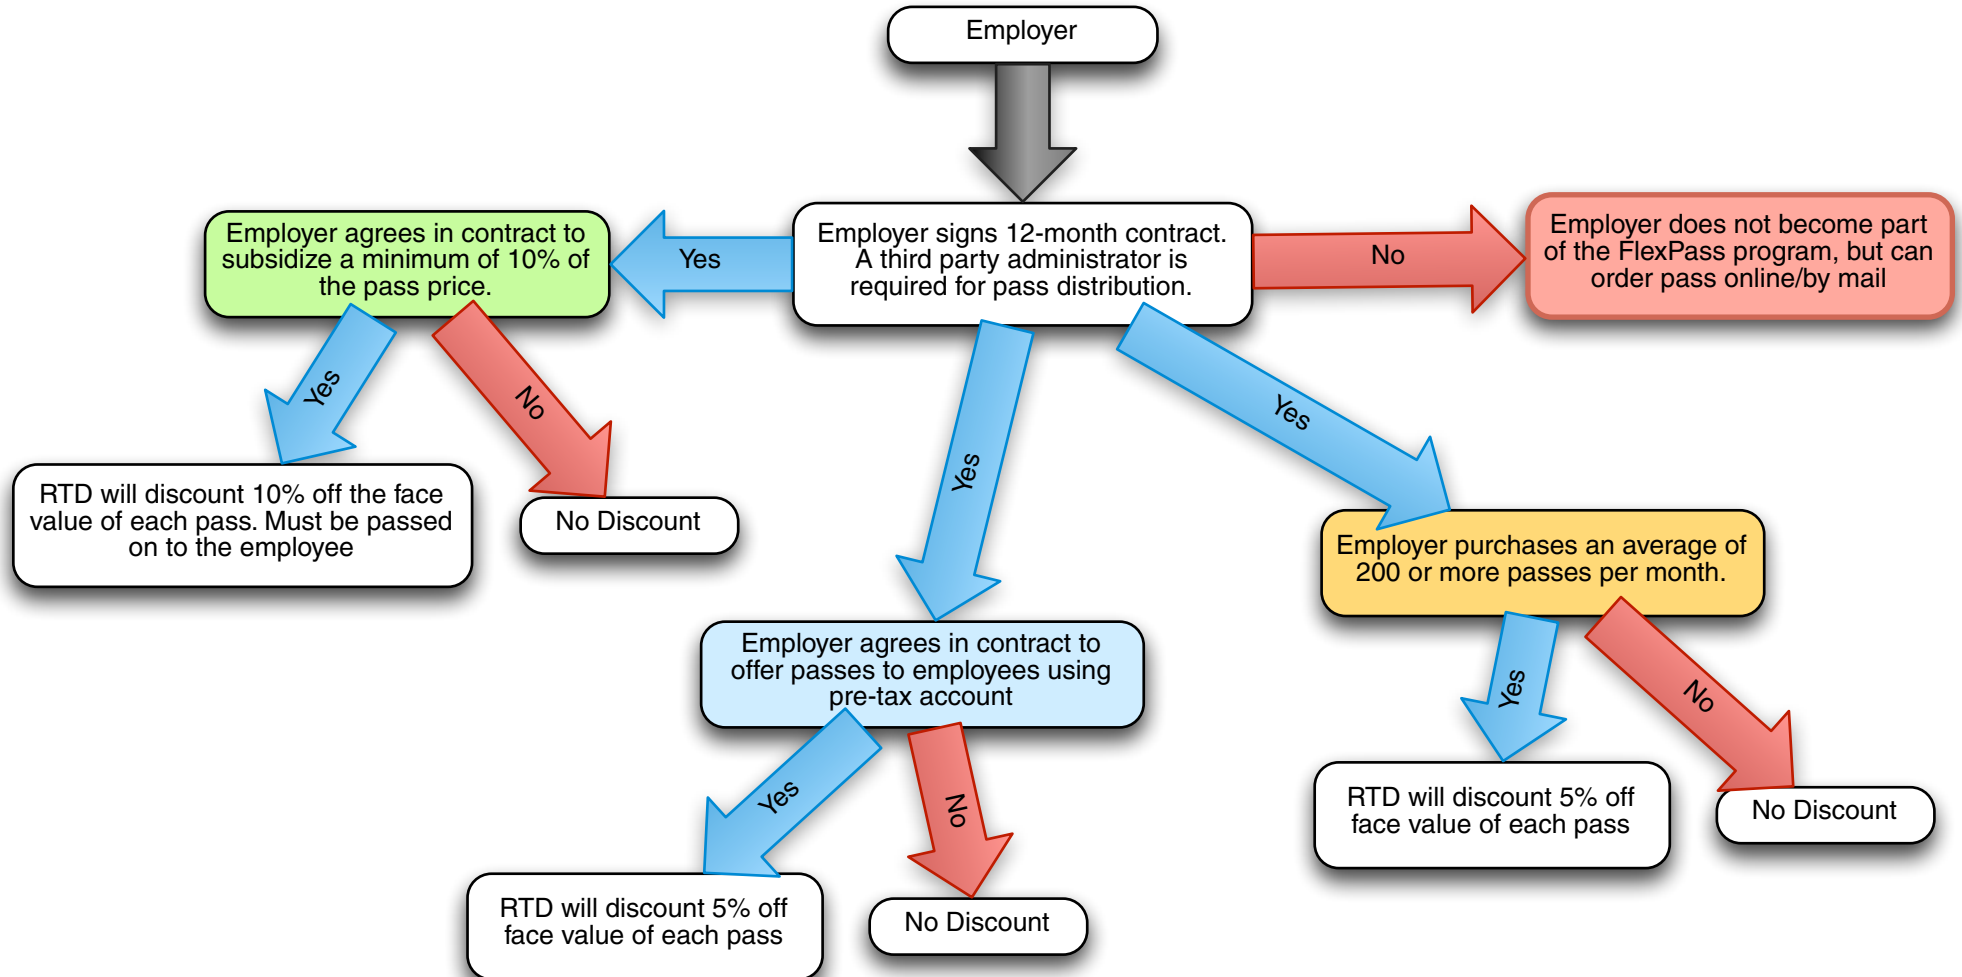 Employer
Employer agrees in contract to
subsidize a minimum of 10% of
the pass price.
Yes
Employer signs 12-month contract.
A third party administrator is
required for pass distribution.
No
Employer does not become part
of the FlexPass program, but can
order pass online/by mail
Yes
No
Yes
Yes
RTD will discount 10% off the face
value of each pass. Must be passed
on to the employee
No Discount
Employer purchases an average of
200 or more passes per month.
Employer agrees in contract to
offer passes to employees using
pre-tax account
Yes
No
Yes
No
RTD will discount 5% off
face value of each pass
No Discount
RTD will discount 5% off
face value of each pass
No Discount